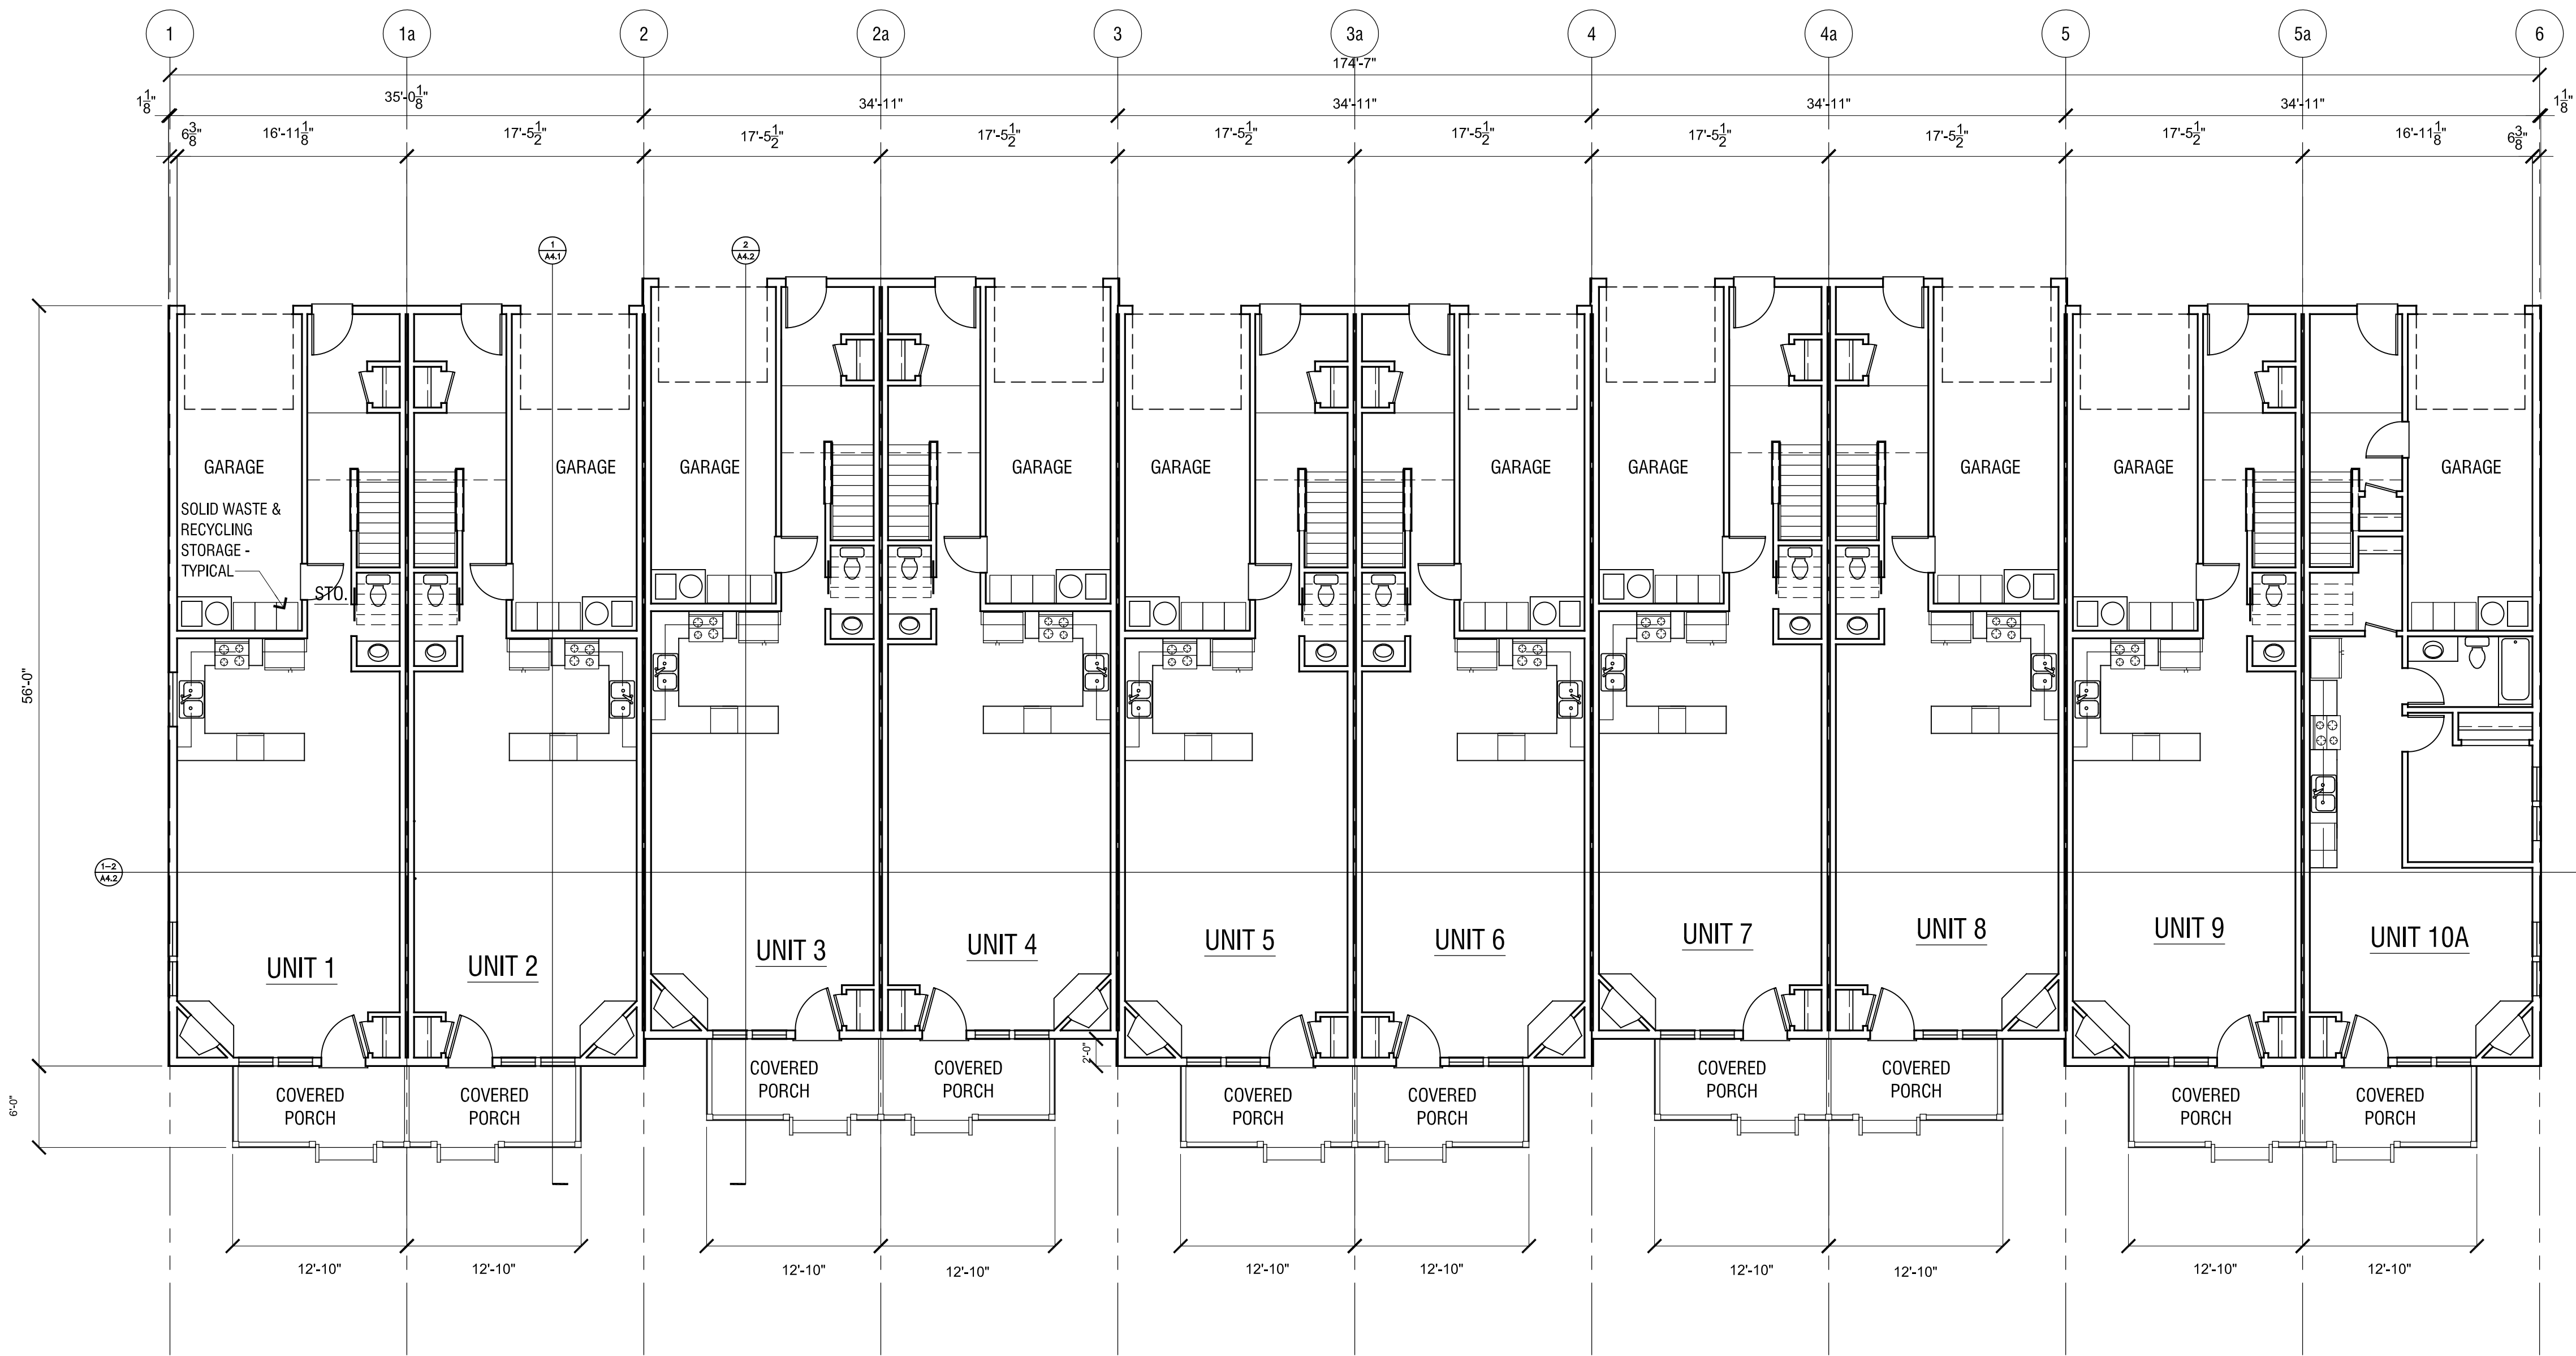 1 1a 2 2a 3 3a 4 4a 5 5a 6
174'-7"
1 1/8" 35'-0 1/8" 34'-11" 34'-11" 34'-11" 34'-11" 1 1/8"
6 3/8" 16'-11 1/8" 17'-5 1/2" 17'-5 1/2" 17'-5 1/2" 17'-5 1/2" 17'-5 1/2" 17'-5 1/2" 17'-5 1/2" 17'-5 1/2" 16'-11 1/8" 6 3/8"
1 2
A4.1 A4.2
GARAGE GARAGE GARAGE GARAGE GARAGE GARAGE GARAGE GARAGE GARAGE GARAGE
SOLID WASTE &
RECYCLING
STORAGE -
TYPICAL
STO.
56'-0"
1-2
A4.2
UNIT 1 UNIT 2 UNIT 3 UNIT 4 UNIT 5 UNIT 6 UNIT 7 UNIT 8 UNIT 9 UNIT 10A
2'-0"
6'-0"
COVERED
PORCH
COVERED
PORCH
COVERED
PORCH
COVERED
PORCH
COVERED
PORCH
COVERED
PORCH
COVERED
PORCH
COVERED
PORCH
COVERED
PORCH
COVERED
PORCH
12'-10" 12'-10" 12'-10" 12'-10" 12'-10" 12'-10" 12'-10" 12'-10" 12'-10" 12'-10"